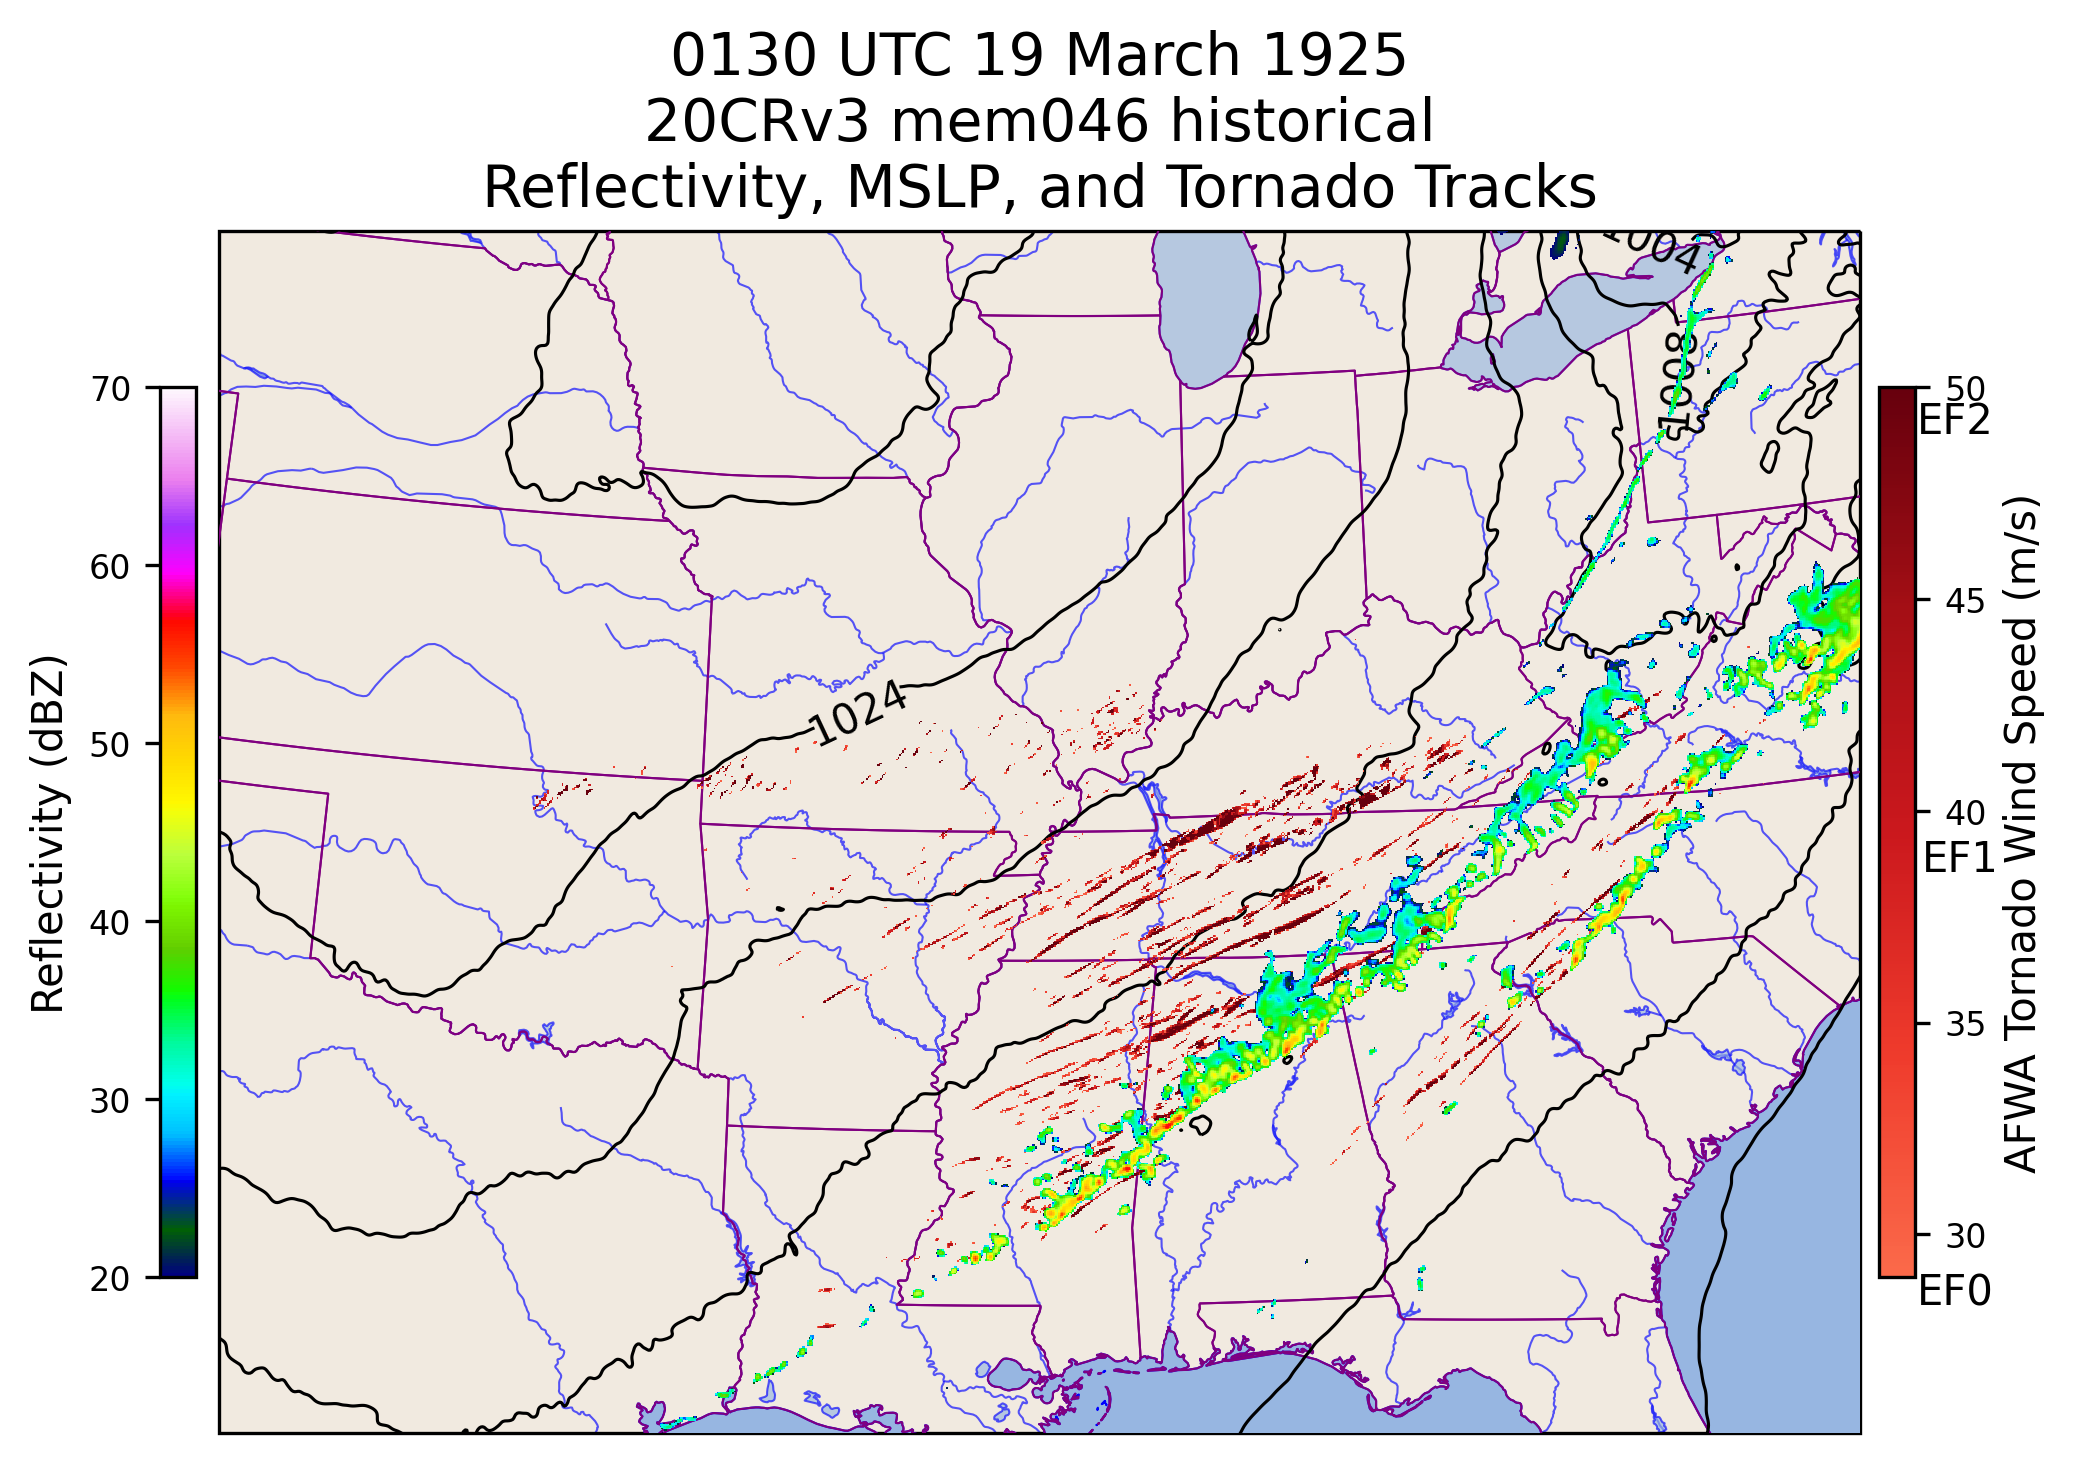 0130 UTC 19 March 1925
20CRv3 mem046 historical
Reflectivity, MSLP, and Tornado Tracks
1004
1008
1024
Reflectivity (dBZ)
70
60
50
40
30
20
50
EF2
45
40
EF1
35
30
EF0
AFWA Tornado Wind Speed (m/s)